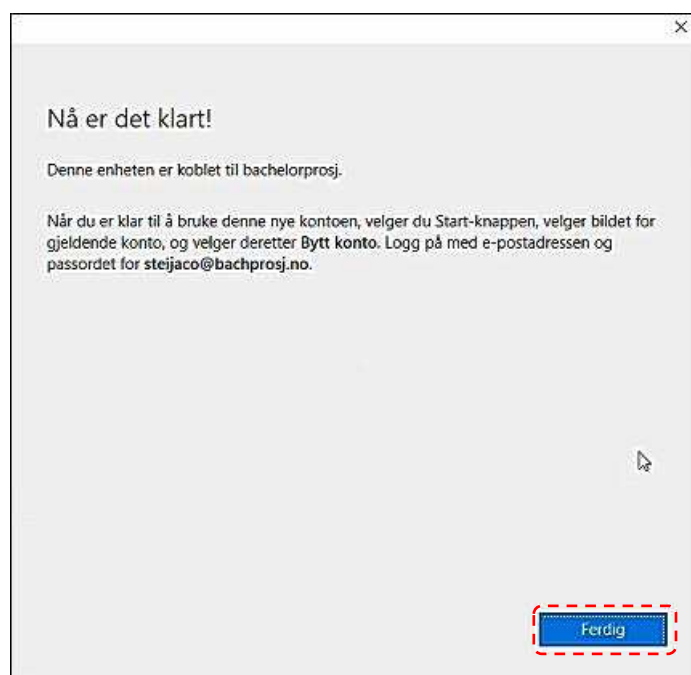 Nå er det klart!
Denne enheten er koblet til bachelorprosj.
Når du er klar til å bruke denne nye kontoen, velger du Start-knappen, velger bildet for
gjeldende konto, og velger deretter Bytt konto. Logg på med e-postadressen og
passordet for steijaco@bachprosj.no.
Ferdig